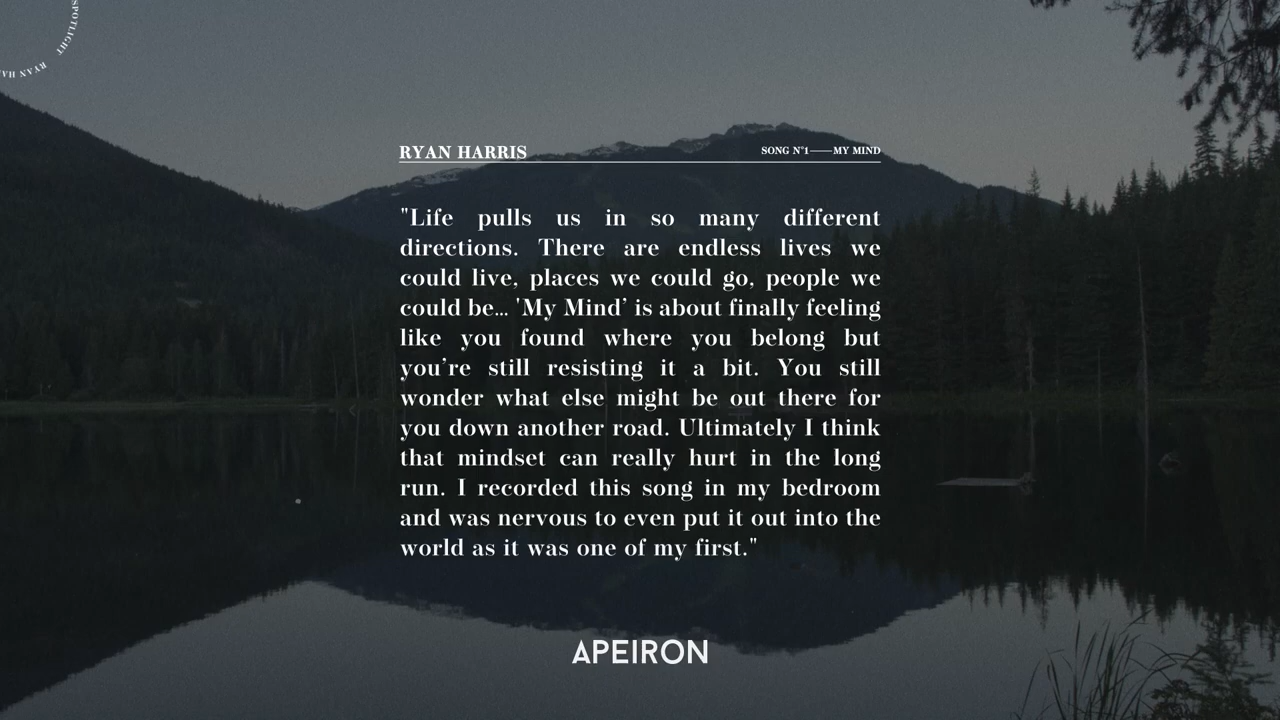 SPOTLIGHT
RYAN
RYAN HARRIS
SONG N°1——MY MIND
"Life pulls us in so many different
directions. There are endless lives we
could live, places we could go, people we
could be... 'My Mind’ is about finally feeling
like you found where you belong but
you’re still resisting it a bit. You still
wonder what else might be out there for
you down another road. Ultimately I think
that mindset can really hurt in the long
run. I recorded this song in my bedroom
and was nervous to even put it out into the
world as it was one of my first."
APEIRON